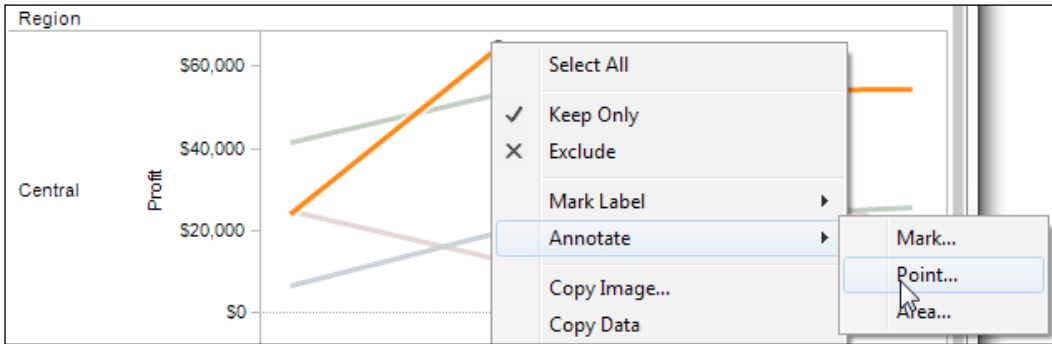 Region
$60,000
$40,000
$20,000
$0
Central
Profit
Select All
Keep Only
Exclude
Mark Label
Annotate
Copy Image...
Copy Data
Mark...
Point...
Area...